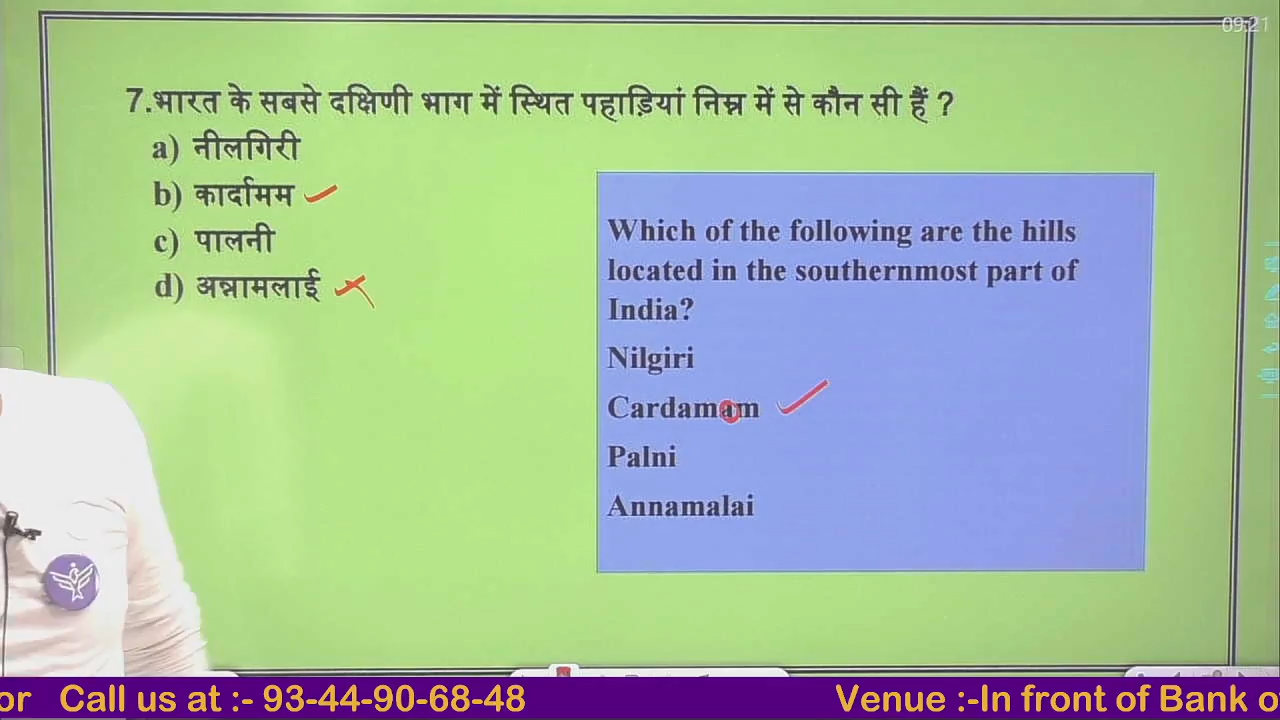 09:21
7.भारत के सबसे दक्षिणी भाग में स्थित पहाड़ियां निम्न में से कौन सी हैं ?
a) नीलगिरी
b) कार्दामम
c) पालनी
d) अन्नामलाई
Which of the following are the hills
located in the southernmost part of
India?
Nilgiri
Cardamam
Palni
Annamalai
or Call us at :- 93-44-90-68-48 Venue :-In front of Bank o